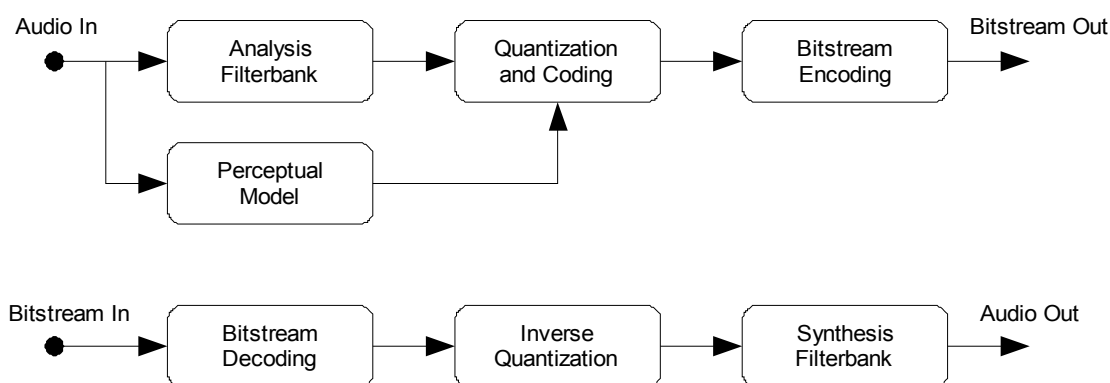 Audio In
Analysis
Filterbank
Quantization
and Coding
Bitstream
Encoding
Bitstream Out
Perceptual
Model
Bitstream In
Bitstream
Decoding
Inverse
Quantization
Synthesis
Filterbank
Audio Out